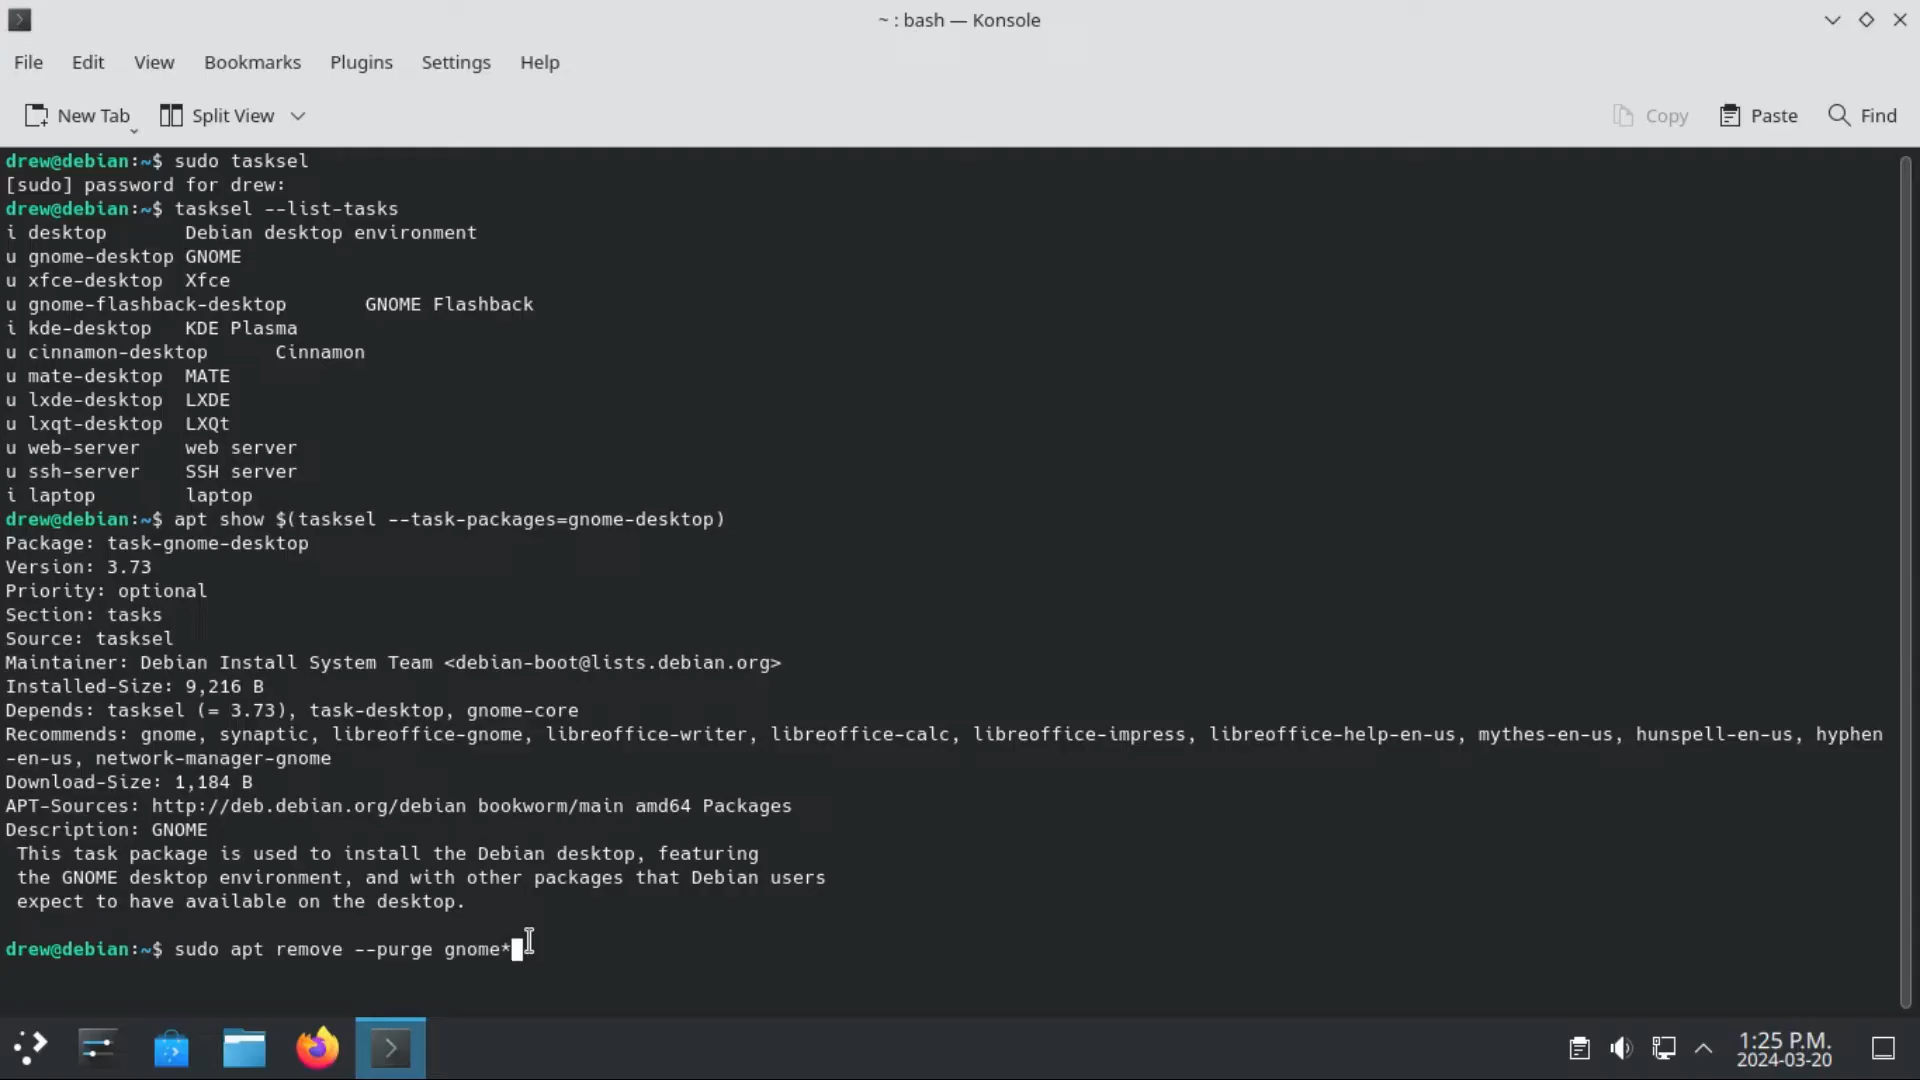 ~ : bash — Konsole
File Edit View Bookmarks Plugins Settings Help
New Tab Split View Copy Paste Find
drew@debian:~$ sudo tasksel
[sudo] password for drew:
drew@debian:~$ tasksel --list-tasks
i desktop Debian desktop environment
u gnome-desktop GNOME
u xfce-desktop Xfce
u gnome-flashback-desktop GNOME Flashback
i kde-desktop KDE Plasma
u cinnamon-desktop Cinnamon
u mate-desktop MATE
u lxde-desktop LXDE
u lxqt-desktop LXQt
u web-server web server
u ssh-server SSH server
i laptop laptop
drew@debian:~$ apt show $(tasksel --task-packages=gnome-desktop)
Package: task-gnome-desktop
Version: 3.73
Priority: optional
Section: tasks
Source: tasksel
Maintainer: Debian Install System Team <debian-boot@lists.debian.org>
Installed-Size: 9,216 B
Depends: tasksel (= 3.73), task-desktop, gnome-core
Recommends: gnome, synaptic, libreoffice-gnome, libreoffice-writer, libreoffice-calc, libreoffice-impress, libreoffice-help-en-us, mythes-en-us, hunspell-en-us, hyphen
-en-us, network-manager-gnome
Download-Size: 1,184 B
APT-Sources: http://deb.debian.org/debian bookworm/main amd64 Packages
Description: GNOME
This task package is used to install the Debian desktop, featuring
the GNOME desktop environment, and with other packages that Debian users
expect to have available on the desktop.
drew@debian:~$ sudo apt remove --purge gnome*
1:25 P.M.
2024-03-20